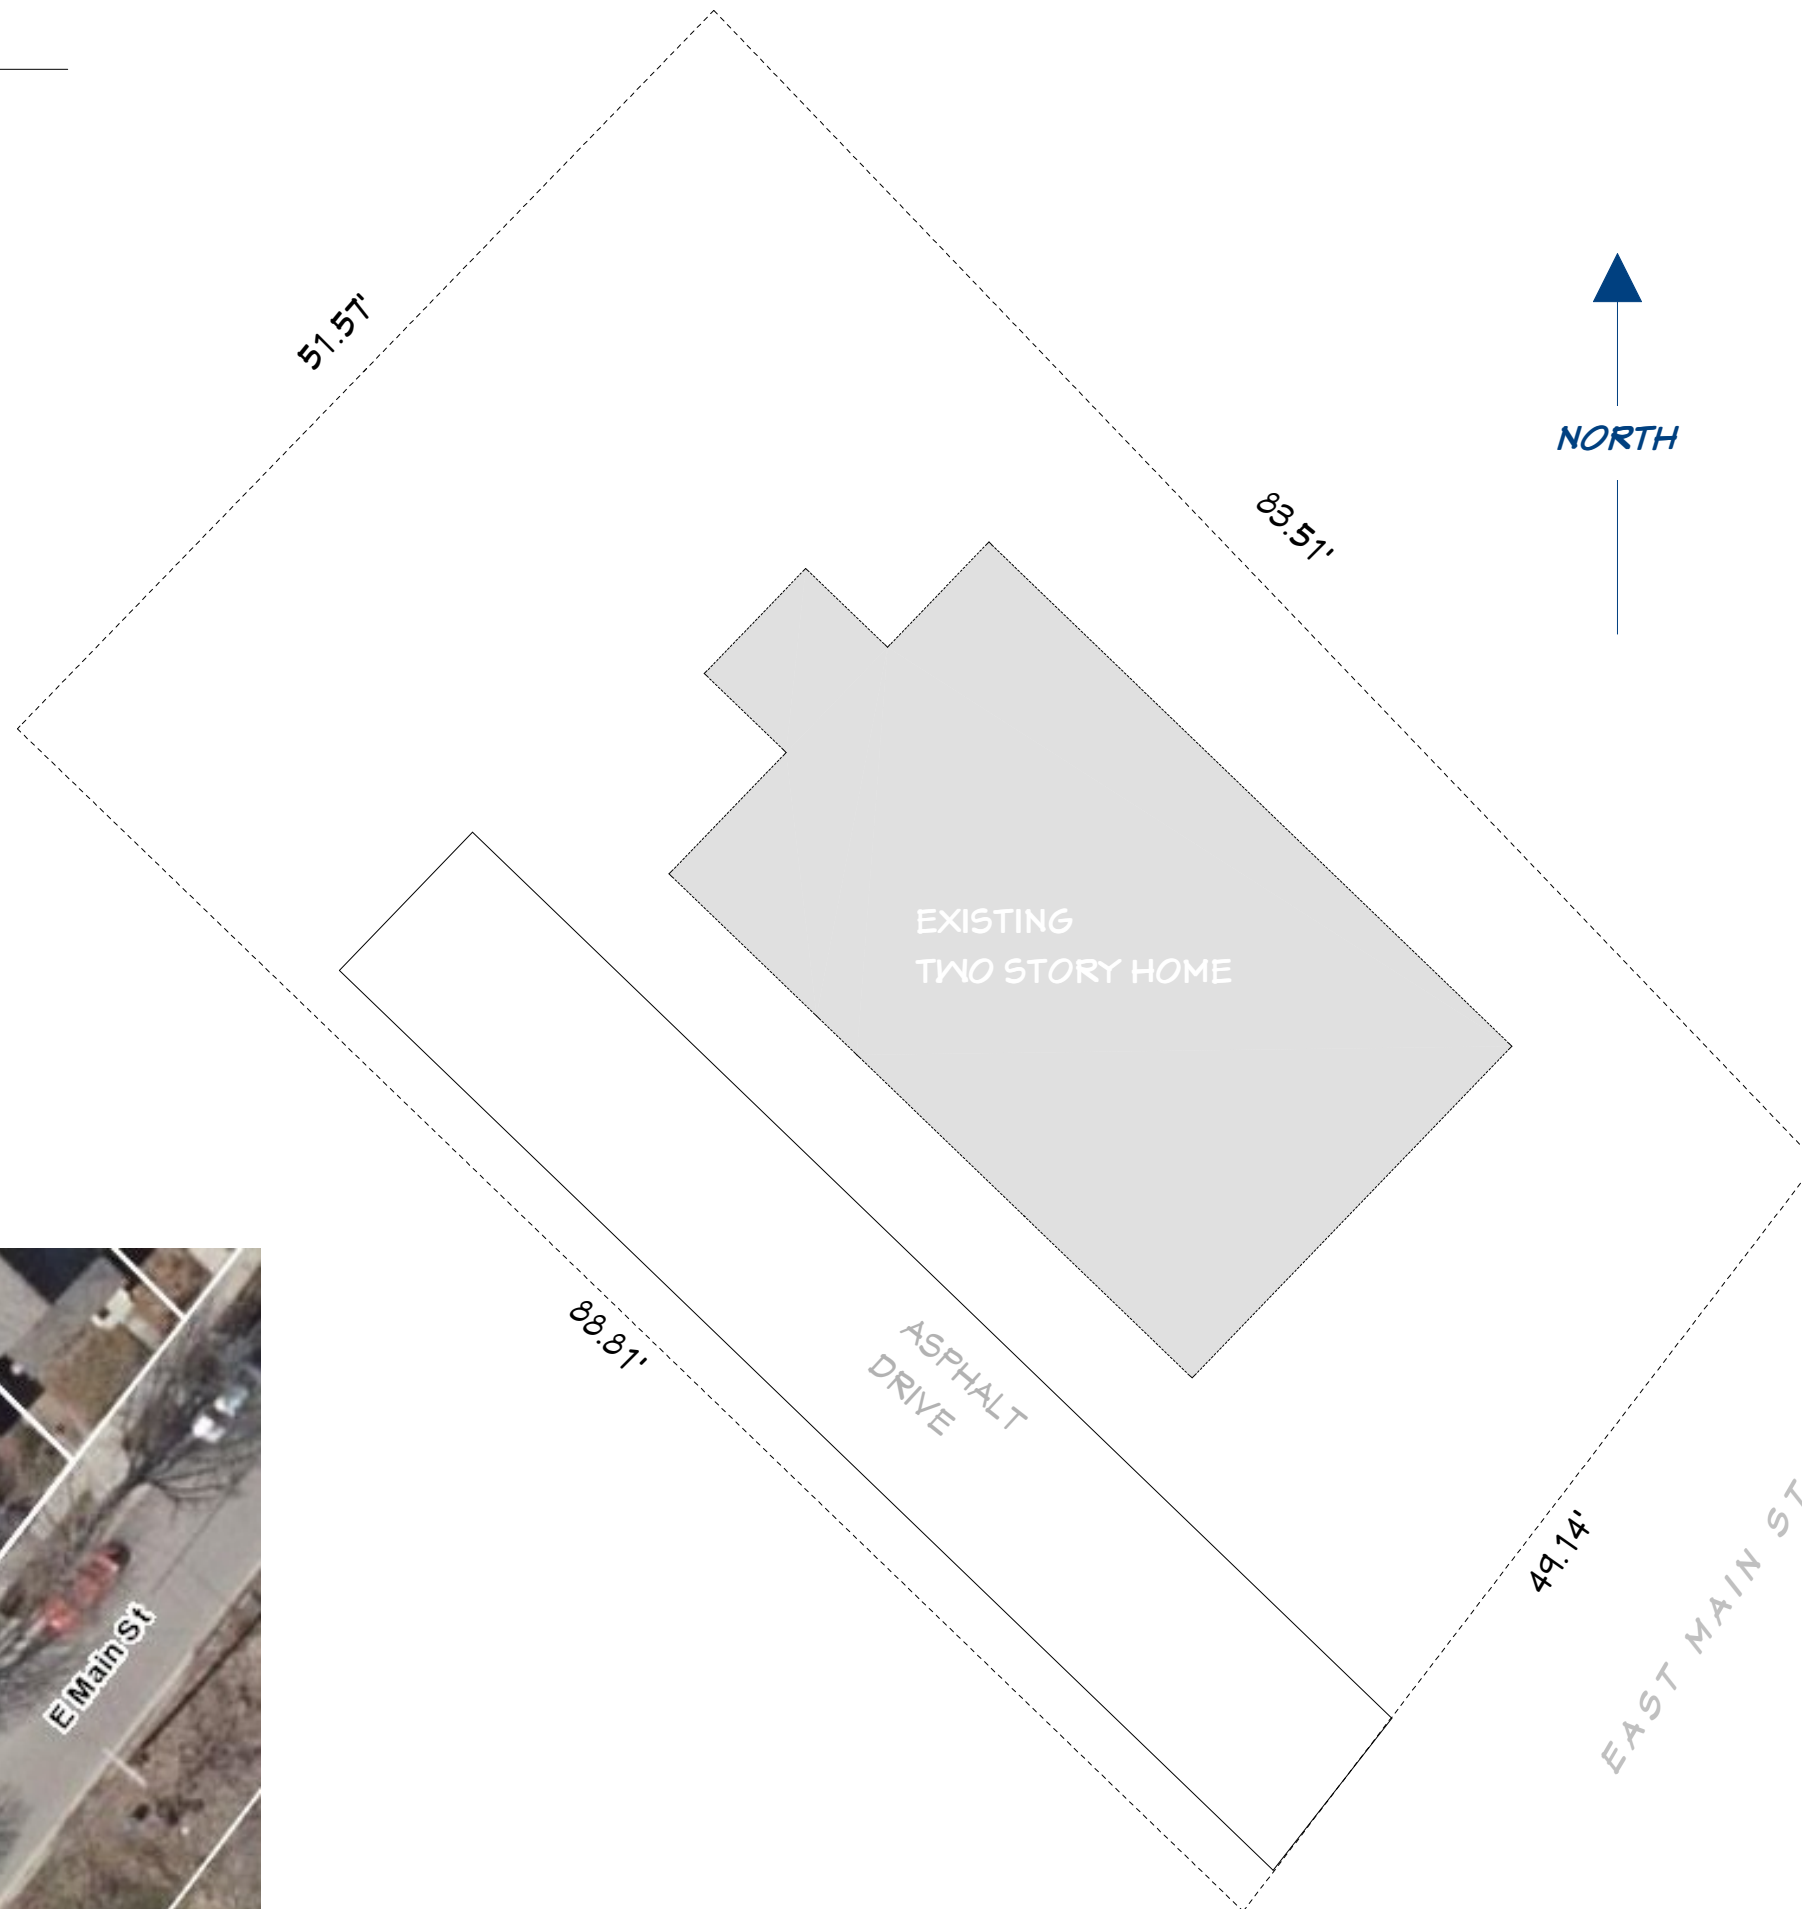 51.57'
NORTH
83.51'
EXISTING
TWO STORY HOME
88.81'
ASPHALT
DRIVE
49.14'
EAST MAIN ST
E Main St